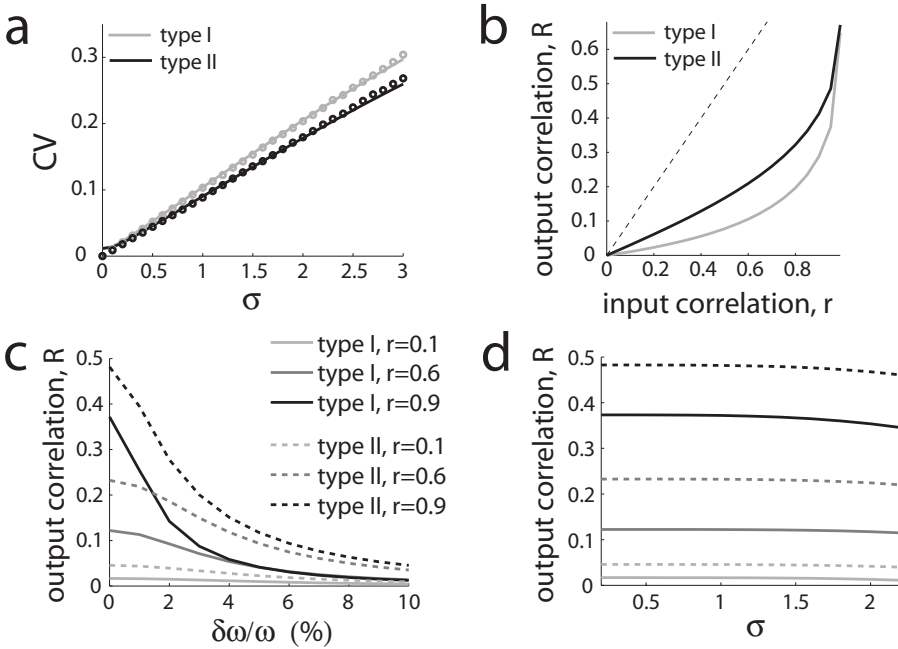 a
type I
type II
CV
0.3
0.2
0.1
0
0
0.5
1
1.5
2
2.5
3
σ
b
type I
type II
output correlation, R
0.6
0.5
0.4
0.3
0.2
0.1
0
0
0.2
0.4
0.6
0.8
input correlation, r
c
output correlation, R
0.5
0.4
0.3
0.2
0.1
0
0
2
4
6
8
10
δω/ω (%)
type I, r=0.1
type I, r=0.6
type I, r=0.9
type II, r=0.1
type II, r=0.6
type II, r=0.9
d
output correlation, R
0.5
0.4
0.3
0.2
0.1
0
0.5
1
1.5
2
σ